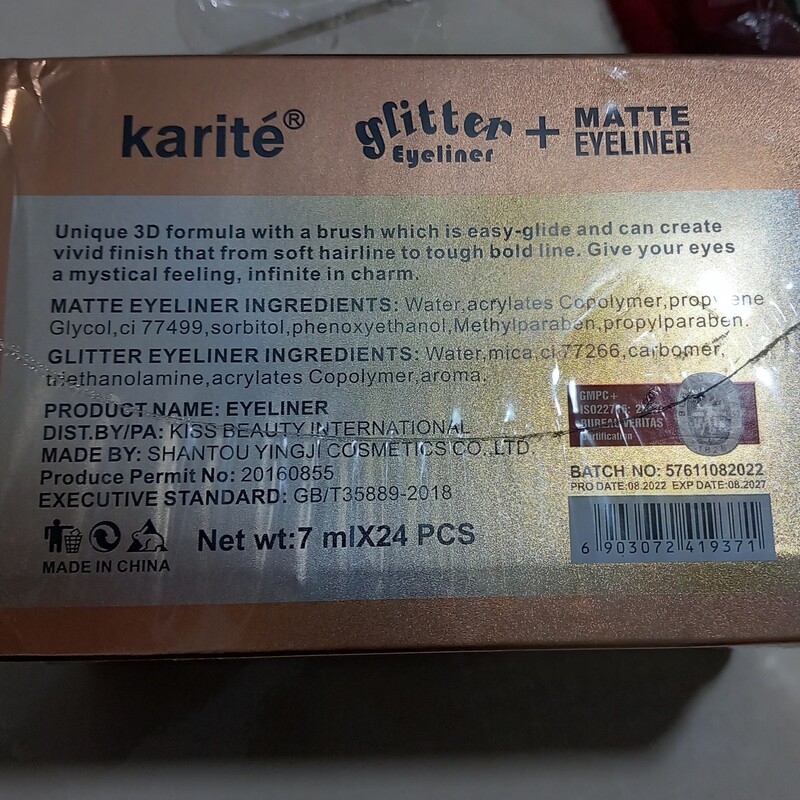 karité® glitter Eyeliner + MATTE EYELINER
Unique 3D formula with a brush which is easy-glide and can create
vivid finish that from soft hairline to tough bold line. Give your eyes
a mystical feeling, infinite in charm.
MATTE EYELINER INGREDIENTS: Water,acrylates Copolymer,propylene
Glycol,ci 77499,sorbitol,phenoxyethanol,Methylparaben,propylparaben.
GLITTER EYELINER INGREDIENTS: Water,mica,ci 77266,carbomer,
triethanolamine,acrylates Copolymer,aroma.
PRODUCT NAME: EYELINER
DIST.BY/PA: KISS BEAUTY INTERNATIONAL
MADE BY: SHANTOU YINGJI COSMETICS CO.,LTD.
Produce Permit No: 20160855
EXECUTIVE STANDARD: GB/T35889-2018
Net wt:7 mlX24 PCS
MADE IN CHINA
GMPC+
BUREAU VERITAS
Certification
1828
BATCH NO: 57611082022
PRO DATE:08.2022 EXP DATE:08.2027
6 903072 419371